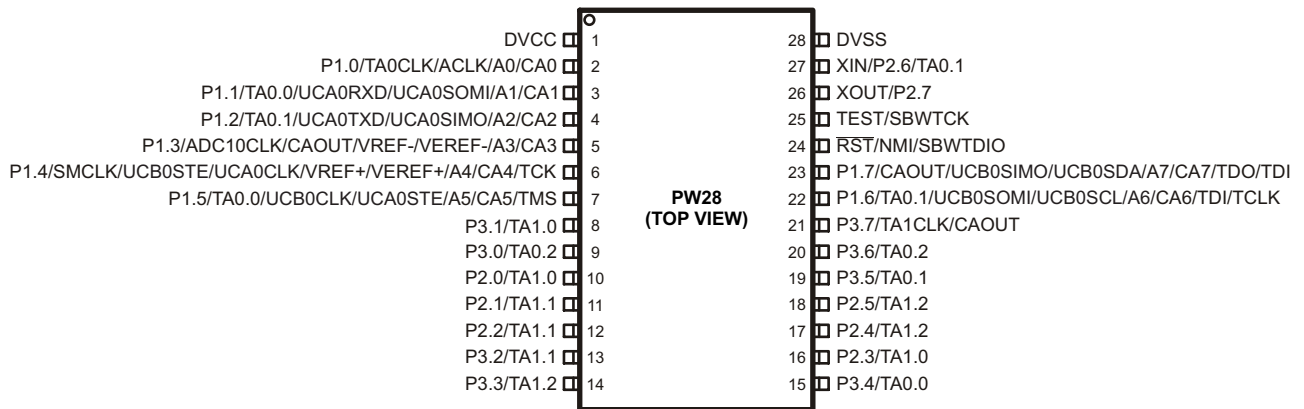 DVCC 1 28 DVSS
P1.0/TA0CLK/ACLK/A0/CA0 2 27 XIN/P2.6/TA0.1
P1.1/TA0.0/UCA0RXD/UCA0SOMI/A1/CA1 3 26 XOUT/P2.7
P1.2/TA0.1/UCA0TXD/UCA0SIMO/A2/CA2 4 25 TEST/SBWTCK
P1.3/ADC10CLK/CAOUT/VREF-/VEREF-/A3/CA3 5 24 RST/NMI/SBWTDIO
P1.4/SMCLK/UCB0STE/UCA0CLK/VREF+/VEREF+/A4/CA4/TCK 6 23 P1.7/CAOUT/UCB0SIMO/UCB0SDA/A7/CA7/TDO/TDI
P1.5/TA0.0/UCB0CLK/UCA0STE/A5/CA5/TMS 7 PW28 22 P1.6/TA0.1/UCB0SOMI/UCB0SCL/A6/CA6/TDI/TCLK
P3.1/TA1.0 8 (TOP VIEW) 21 P3.7/TA1CLK/CAOUT
P3.0/TA0.2 9 20 P3.6/TA0.2
P2.0/TA1.0 10 19 P3.5/TA0.1
P2.1/TA1.1 11 18 P2.5/TA1.2
P2.2/TA1.1 12 17 P2.4/TA1.2
P3.2/TA1.1 13 16 P2.3/TA1.0
P3.3/TA1.2 14 15 P3.4/TA0.0